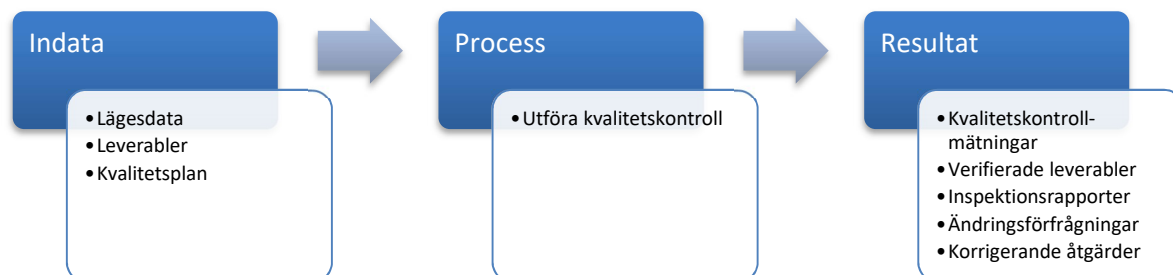 Indata
• Lägesdata
• Leverabler
• Kvalitetsplan
Process
• Utföra kvalitetskontroll
Resultat
• Kvalitetskontroll-
mätningar
• Verifierade leverabler
• Inspektionsrapporter
• Ändringsförfrågningar
• Korrigerande åtgärder